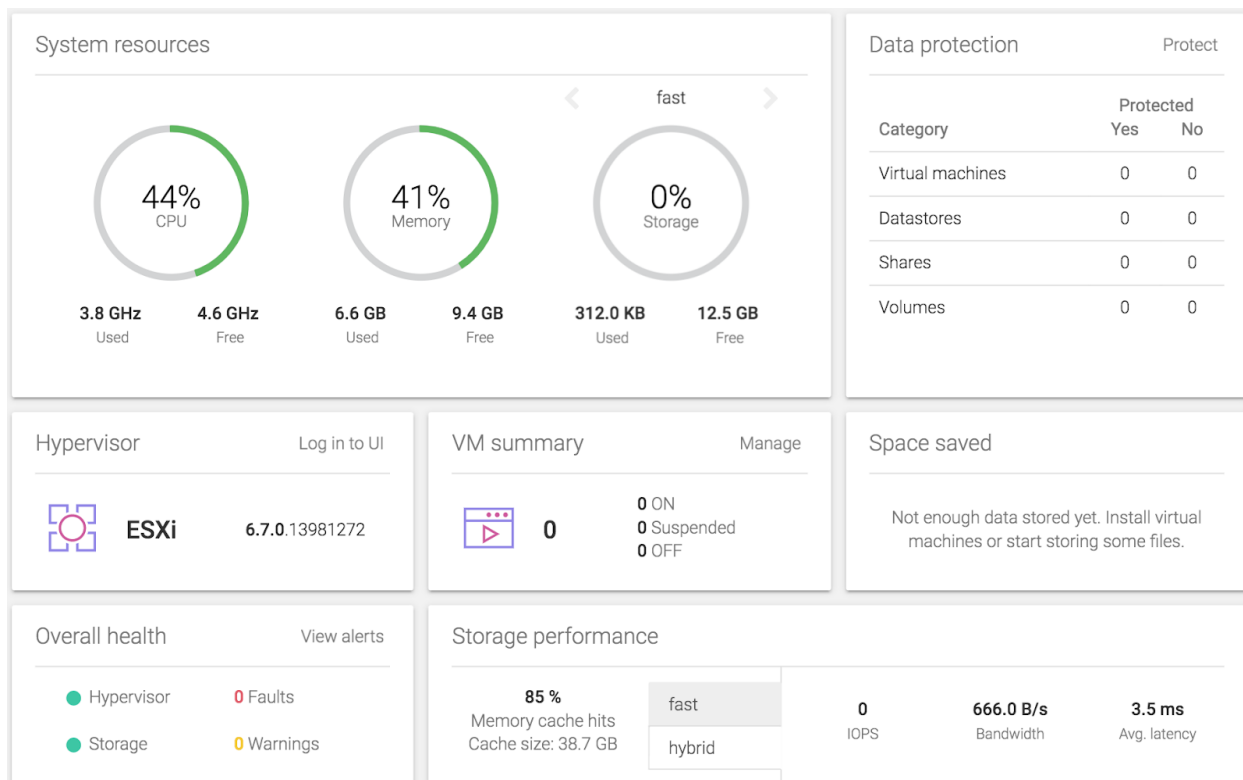 System resources
fast
44%
CPU
41%
Memory
0%
Storage
3.8 GHz
Used
4.6 GHz
Free
6.6 GB
Used
9.4 GB
Free
312.0 KB
Used
12.5 GB
Free
Data protection Protect
Protected
Category Yes No
Virtual machines 0 0
Datastores 0 0
Shares 0 0
Volumes 0 0
Hypervisor Log in to UI
ESXi 6.7.0.13981272
VM summary Manage
0
0 ON
0 Suspended
0 OFF
Space saved
Not enough data stored yet. Install virtual
machines or start storing some files.
Overall health View alerts
Hypervisor 0 Faults
Storage 0 Warnings
Storage performance
85 %
Memory cache hits
Cache size: 38.7 GB
fast
hybrid
0
IOPS
666.0 B/s
Bandwidth
3.5 ms
Avg. latency